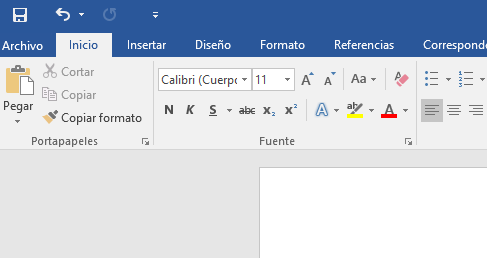 Archivo Inicio Insertar Diseño Formato Referencias Correspond
Pegar
Cortar
Copiar
Copiar formato
Portapapeles
Calibri (Cuerpo 11 A A Aa A
N K S abc x₂ x² A ab A
Fuente